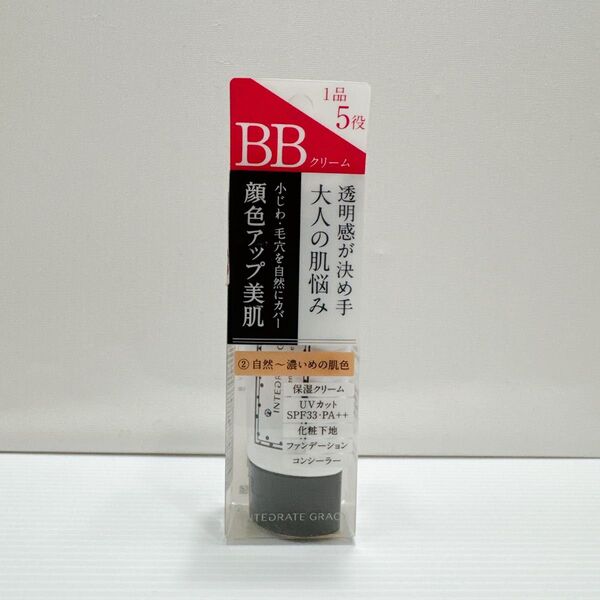 1品
5役
BB
クリーム
透明感が決め手
大人の肌悩み
小じわ・毛穴を自然にカバー
顔色アップ美肌
②自然～濃いめの肌色
保湿クリーム
UVカット
SPF33・PA++
化粧下地
ファンデーション
コンシーラー
INTEGRATE
NTEGRATE GRAC